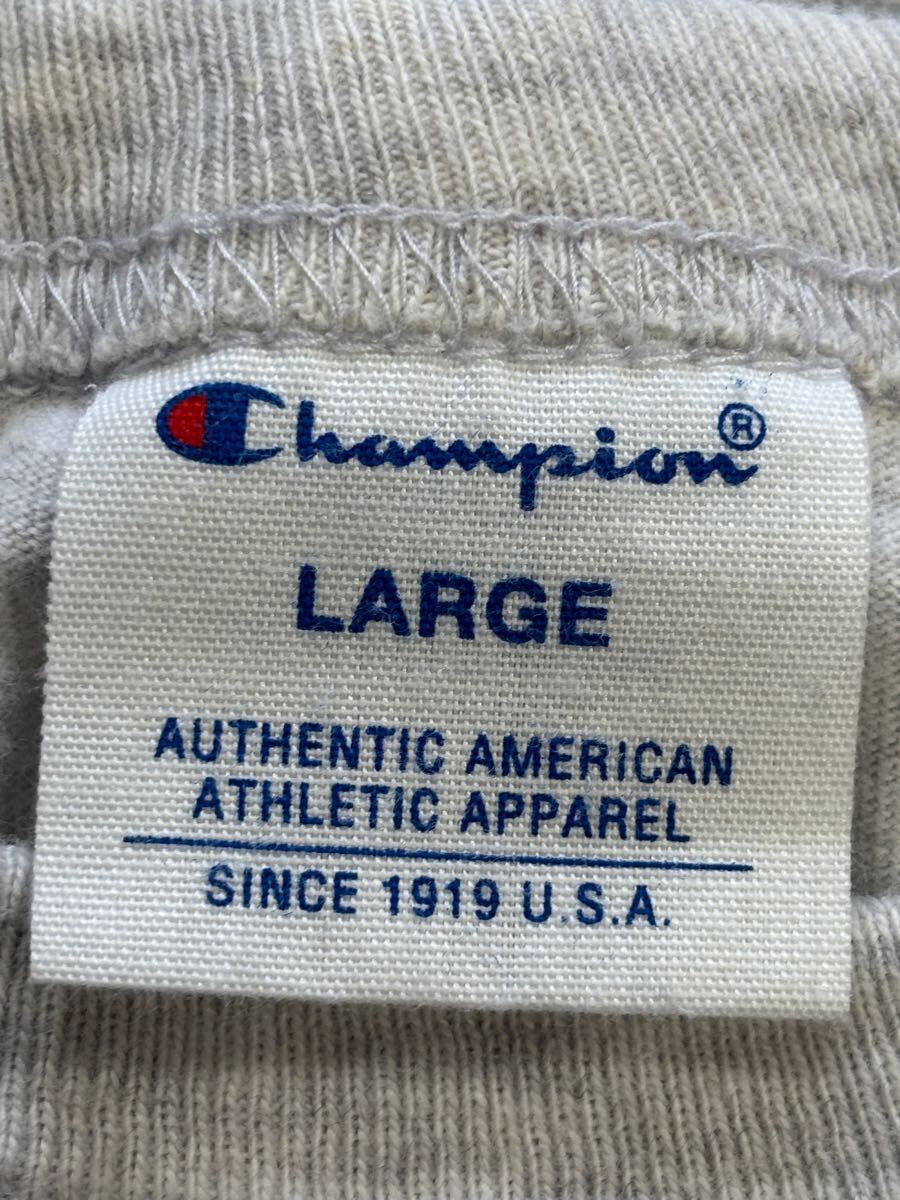 Champion®
LARGE
AUTHENTIC AMERICAN
ATHLETIC APPAREL
SINCE 1919 U.S.A.